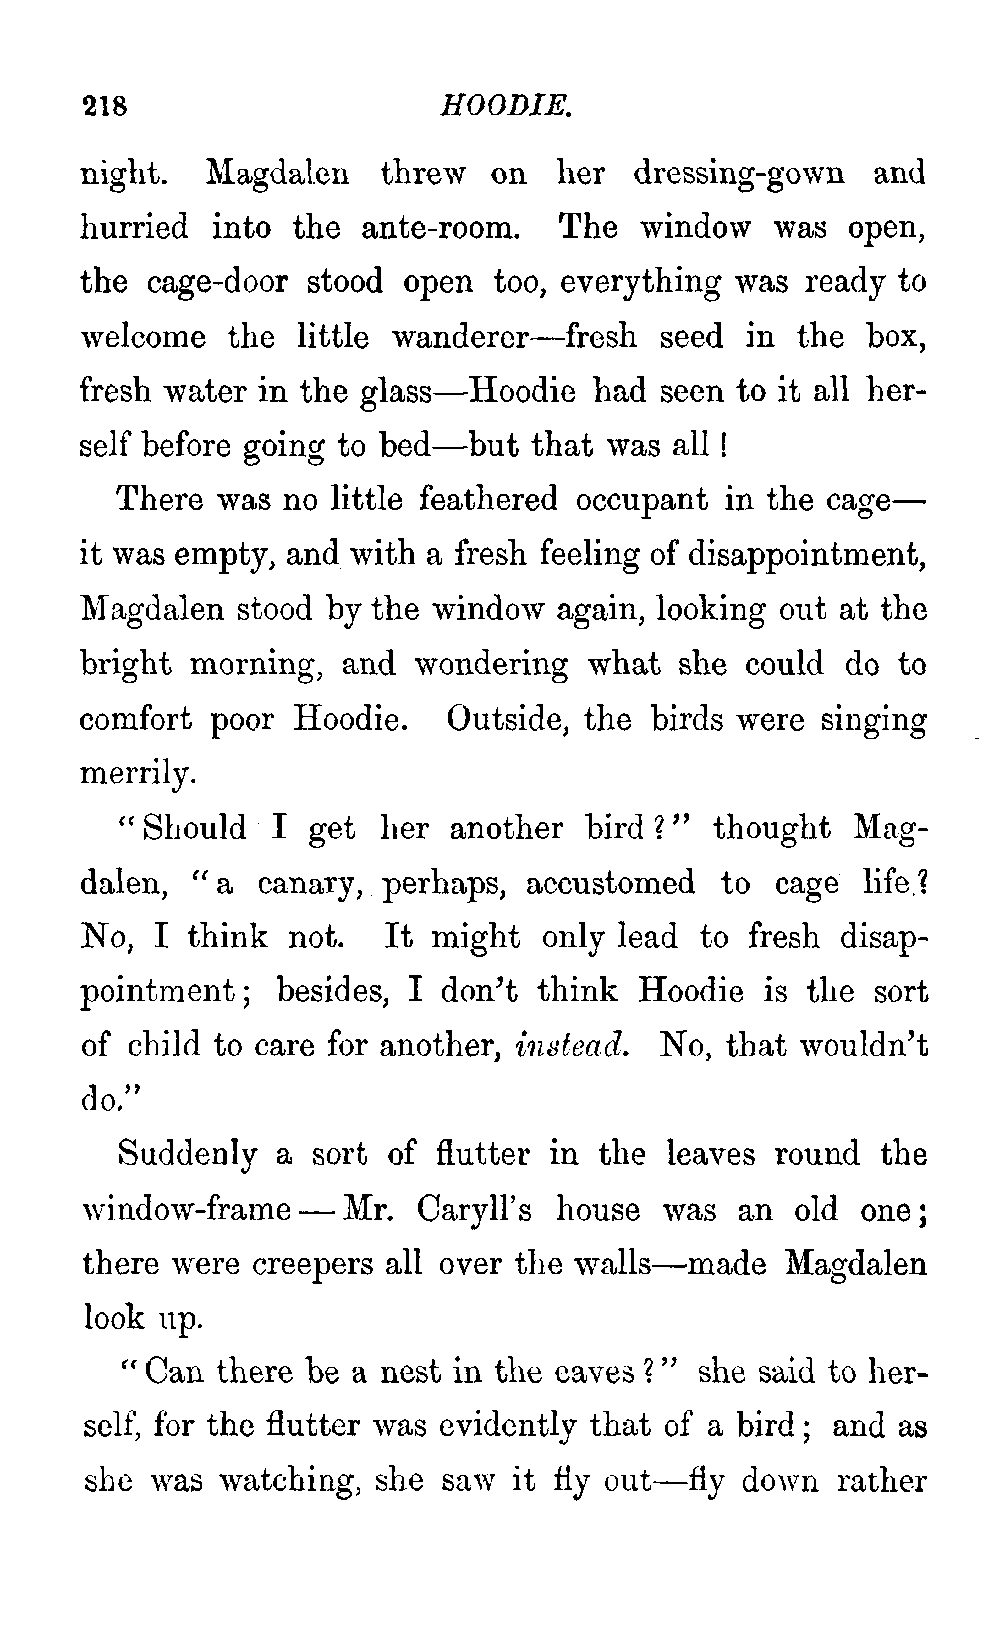 218 HOODIE.
night. Magdalen threw on her dressing-gown and
hurried into the ante-room. The window was open,
the cage-door stood open too, everything was ready to
welcome the little wanderer—fresh seed in the box,
fresh water in the glass—Hoodie had seen to it all her-
self before going to bed—but that was all!
There was no little feathered occupant in the cage—
it was empty, and with a fresh feeling of disappointment,
Magdalen stood by the window again, looking out at the
bright morning, and wondering what she could do to
comfort poor Hoodie. Outside, the birds were singing
merrily.
"Should I get her another bird?" thought Mag-
dalen, "a canary, perhaps, accustomed to cage life?
No, I think not. It might only lead to fresh disap-
pointment; besides, I don't think Hoodie is the sort
of child to care for another, instead. No, that wouldn't
do."
Suddenly a sort of flutter in the leaves round the
window-frame — Mr. Caryll's house was an old one;
there were creepers all over the walls—made Magdalen
look up.
"Can there be a nest in the eaves?" she said to her-
self, for the flutter was evidently that of a bird; and as
she was watching, she saw it fly out—fly down rather